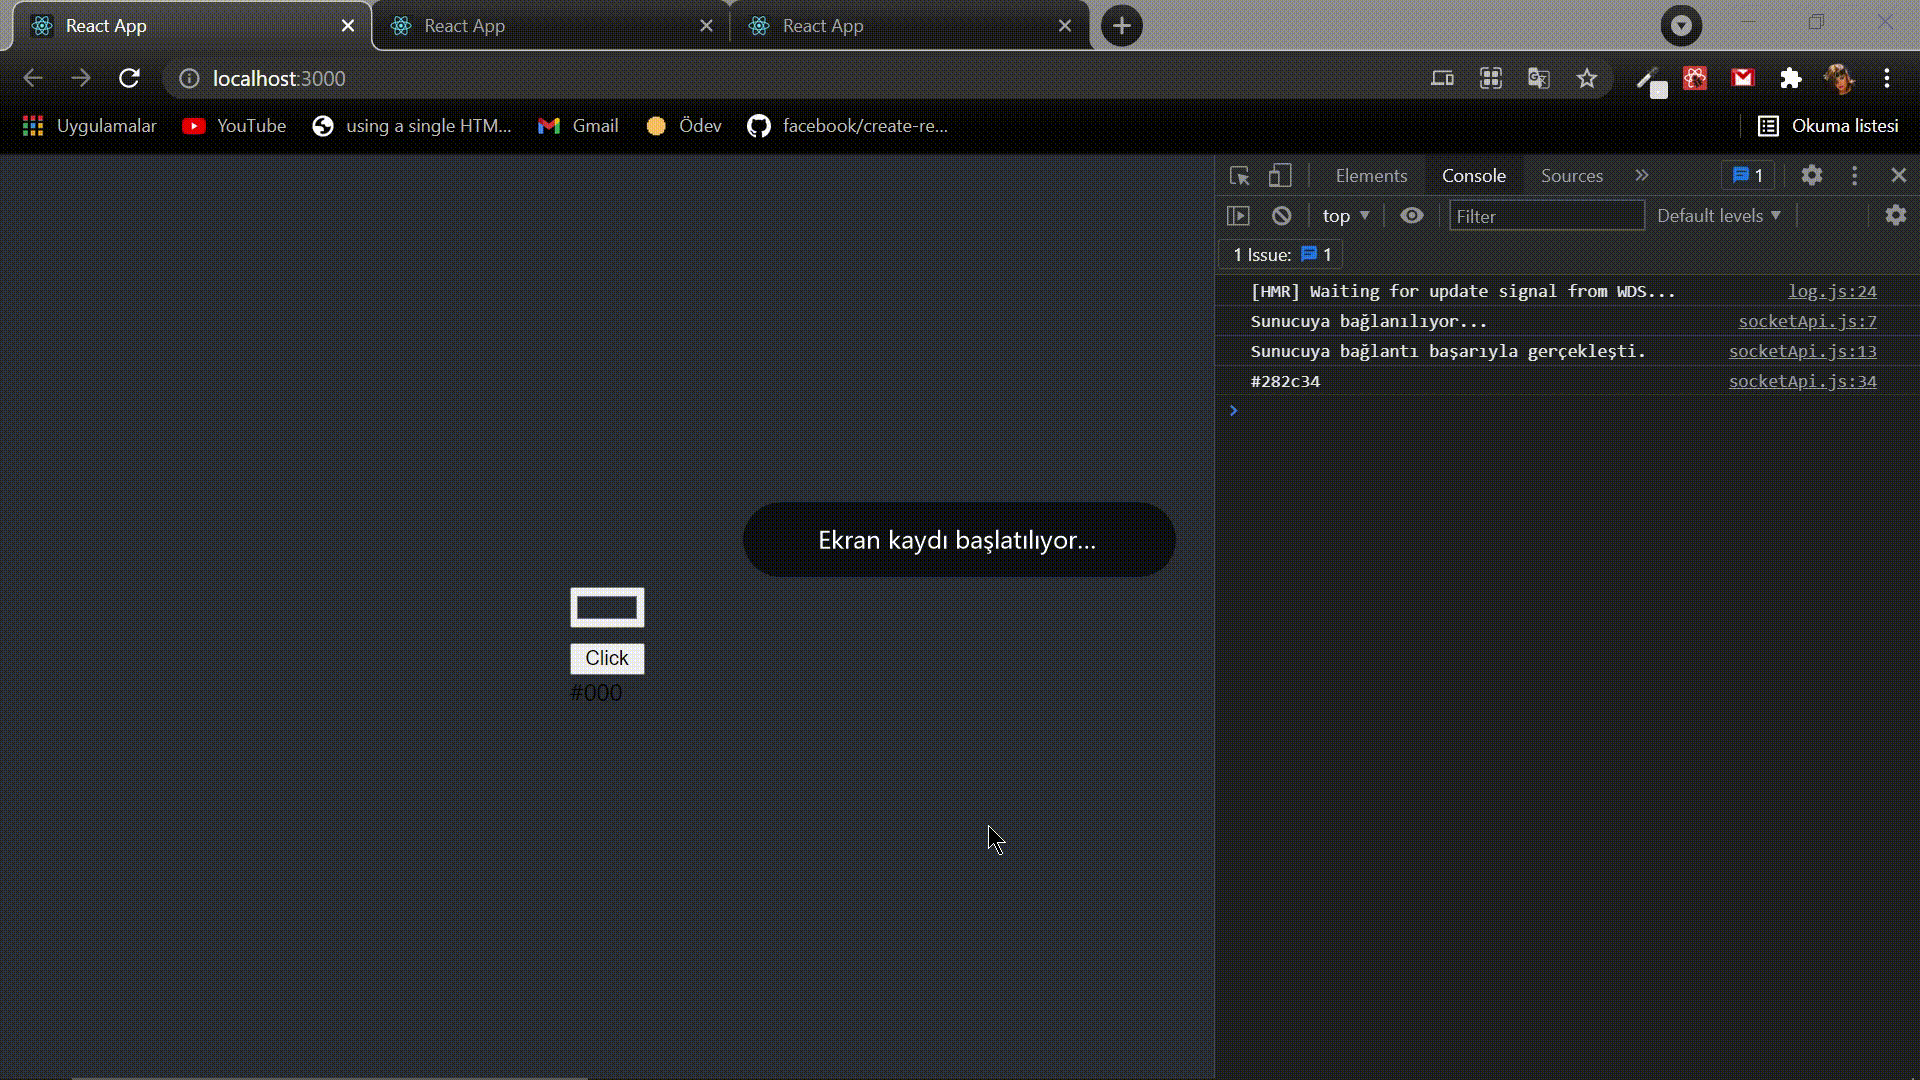 React App
React App
React App
localhost:3000
Uygulamalar
YouTube
using a single HTM...
Gmail
Ödev
facebook/create-re...
Okuma listesi
Elements
Console
Sources
1
top
Filter
Default levels
1 Issue: 1
[HMR] Waiting for update signal from WDS... log.js:24
Sunucuya bağlanılıyor... socketApi.js:7
Sunucuya bağlantı başarıyla gerçekleşti. socketApi.js:13
#282c34 socketApi.js:34
Ekran kaydı başlatılıyor...
Click
#000